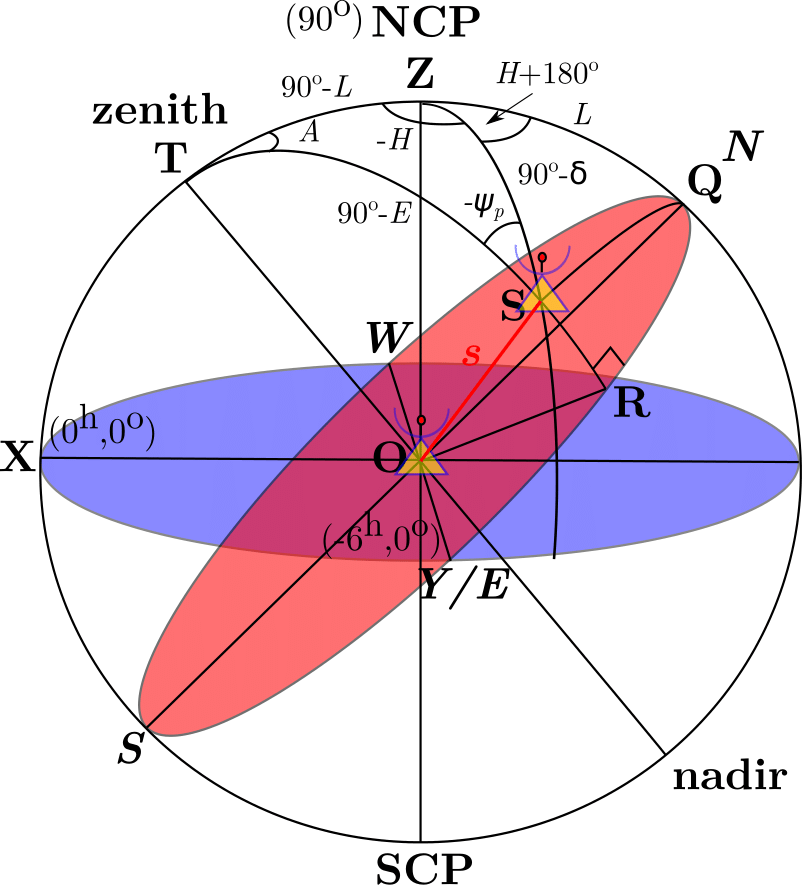 (90°) NCP
Z
H+180°
90°-L
zenith
A
L
-H
N
T
90°-δ
Q
90°-E
-ψₚ
S
W
s
R
(0ʰ,0°)
X
O
(-6ʰ,0°)
Y/E
S
nadir
SCP